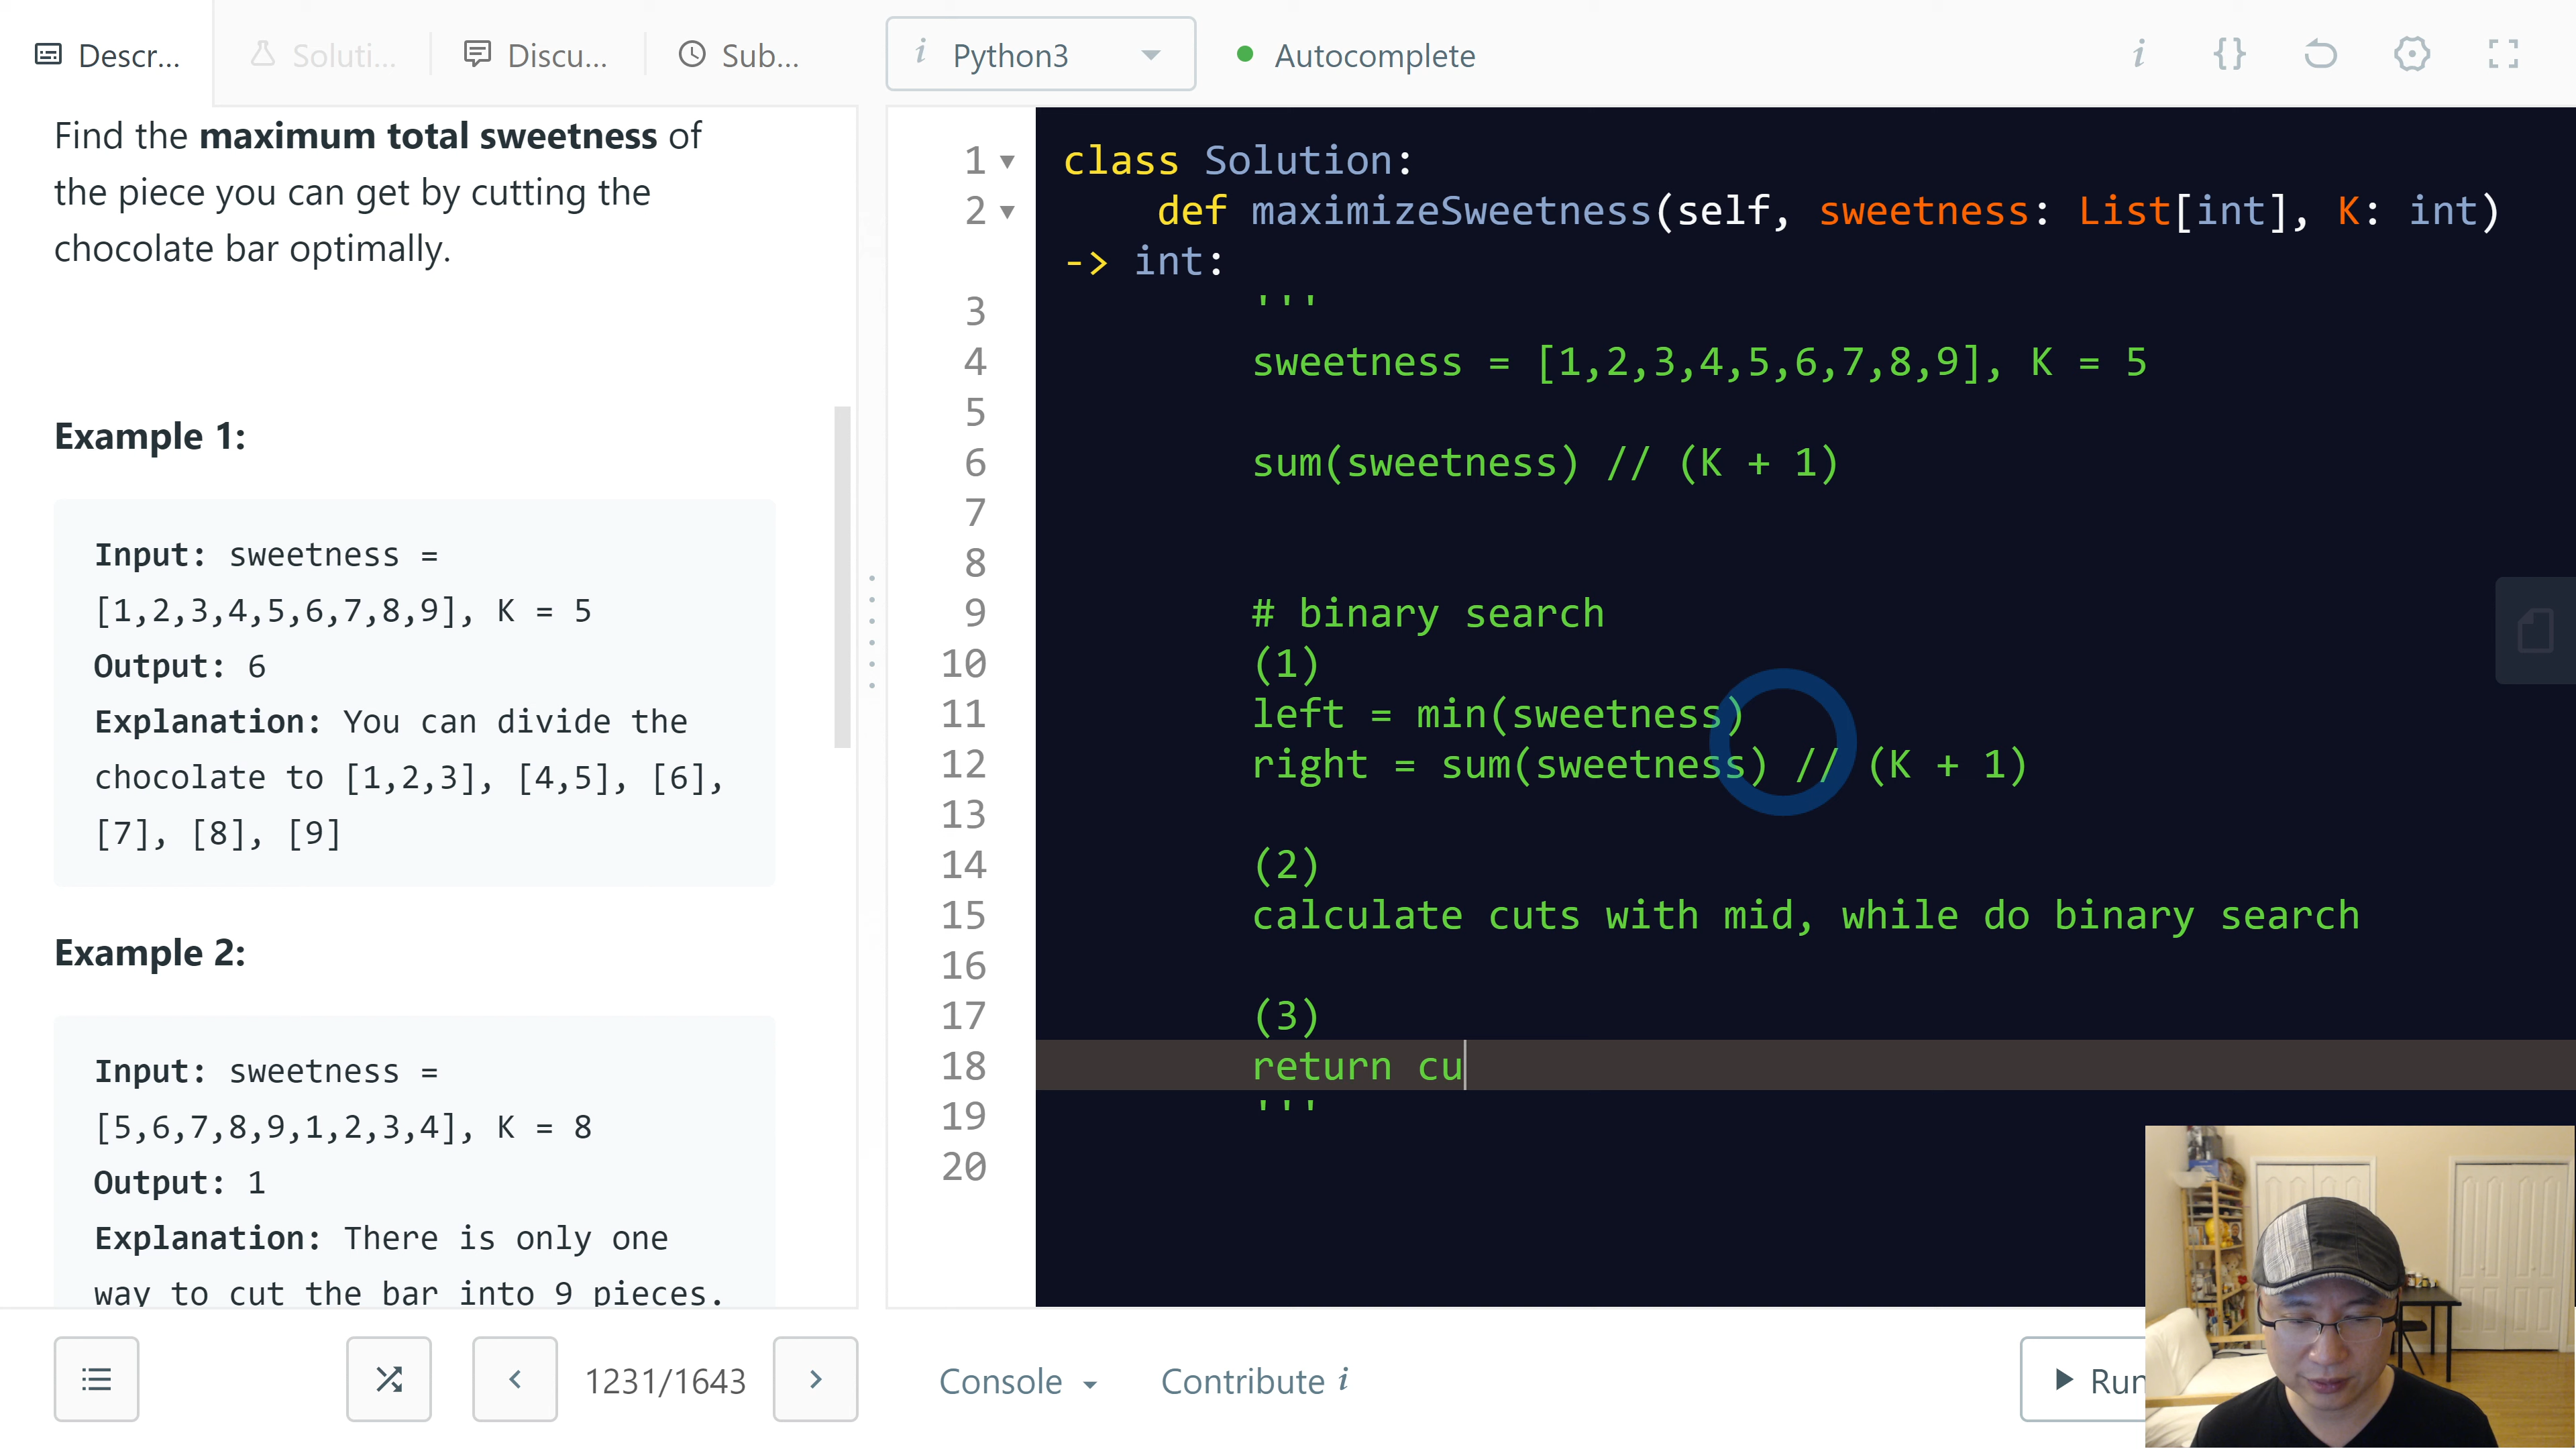 Descr...
Soluti...
Discu...
Sub...
i Python3
Autocomplete
i {}
Find the maximum total sweetness of
the piece you can get by cutting the
chocolate bar optimally.
Example 1:
Input: sweetness =
[1,2,3,4,5,6,7,8,9], K = 5
Output: 6
Explanation: You can divide the
chocolate to [1,2,3], [4,5], [6],
[7], [8], [9]
Example 2:
Input: sweetness =
[5,6,7,8,9,1,2,3,4], K = 8
Output: 1
Explanation: There is only one
way to cut the bar into 9 pieces.
1 class Solution:
2 def maximizeSweetness(self, sweetness: List[int], K: int)
-> int:
3 '''
4 sweetness = [1,2,3,4,5,6,7,8,9], K = 5
5
6 sum(sweetness) // (K + 1)
7
8
9 # binary search
10 (1)
11 left = min(sweetness)
12 right = sum(sweetness) // (K + 1)
13
14 (2)
15 calculate cuts with mid, while do binary search
16
17 (3)
18 return cu
19 '''
20
1231/1643
Console
Contribute i
Run